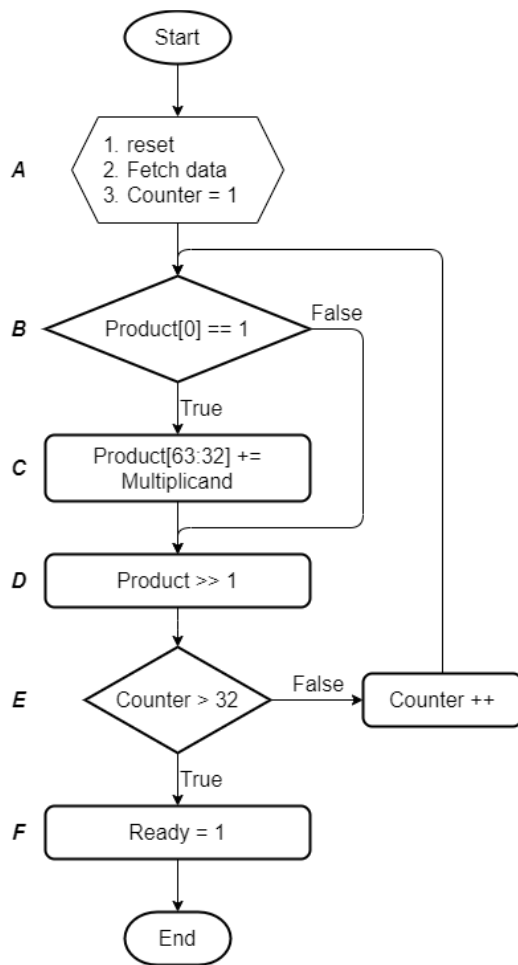 Start
A
1. reset
2. Fetch data
3. Counter = 1
B
Product[0] == 1
False
True
C
Product[63:32] +=
Multiplicand
D
Product >> 1
E
Counter > 32
False
Counter ++
True
F
Ready = 1
End